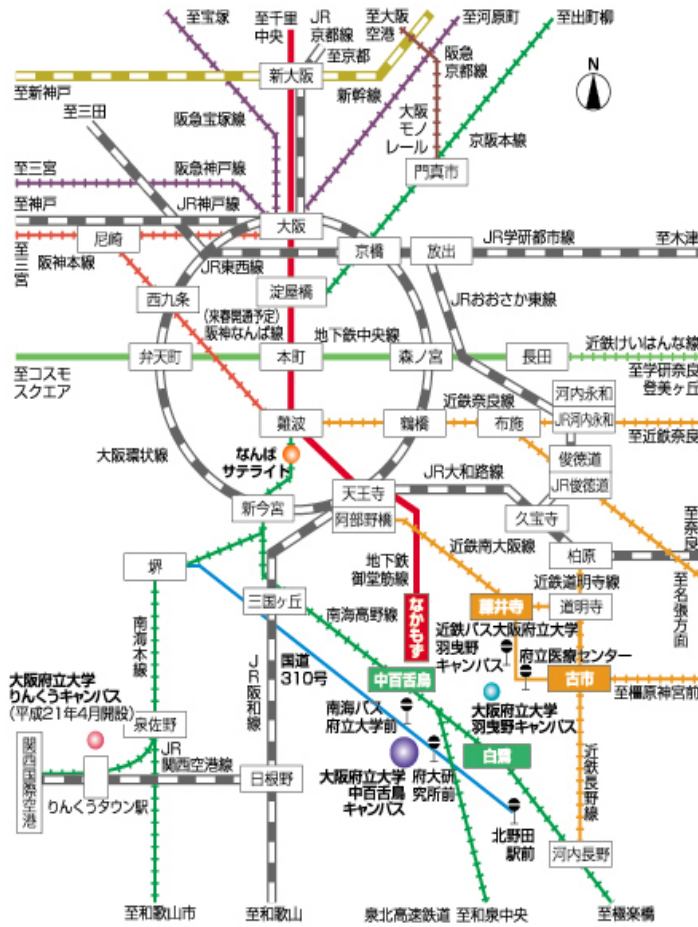 至宝塚
至千里
中央
JR
京都線
至京都
至大阪
空港
至河原町
至出町柳
阪急
京都線
N
新大阪
至新神戸
新幹線
至三田
阪急宝塚線
大阪
モノ
レール
京阪本線
門真市
至三宮
阪急神戸線
至神戸
JR神戸線
大阪
尼崎
至三宮
阪神本線
JR東西線
京橋
放出
JR学研都市線
至木津
淀屋橋
西九条
JRおおさか東線
(来春開通予定)
阪神なんば線
地下鉄中央線
近鉄けいはんな線
弁天町
本町
森ノ宮
長田
至コスモ
スクエア
至学研奈良
登美ヶ丘
近鉄奈良線
河内永和
JR河内永和
難波
鶴橋
布施
至近鉄奈良
大阪環状線
なんば
サテライト
俊徳道
JR俊徳道
JR大和路線
天王寺
阿部野橋
新今宮
久宝寺
至奈良
近鉄南大阪線
柏原
堺
地下鉄
御堂筋線
近鉄道明寺線
至名張方面
三国ヶ丘
なかもず
藤井寺
道明寺
南海高野線
南海本線
近鉄バス大阪府立大学
羽曳野
キャンパス
府立医療センター
国道
310号
JR阪和線
中百舌鳥
古市
至橿原神宮前
大阪府立大学
りんくうキャンパス
(平成21年4月開設)
南海バス
府立大学前
大阪府立大学
羽曳野キャンパス
泉佐野
JR
関西空港線
関西国際空港
白鷺
近鉄長野線
りんくうタウン駅
日根野
大阪府立大学
中百舌鳥
キャンパス
府大研
究所前
北野田
駅前
河内長野
至和歌山市
至和歌山
泉北高速鉄道
至和泉中央
至極楽橋